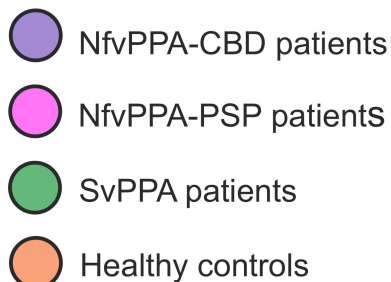 NfvPPA-CBD patients
NfvPPA-PSP patients
SvPPA patients
Healthy controls